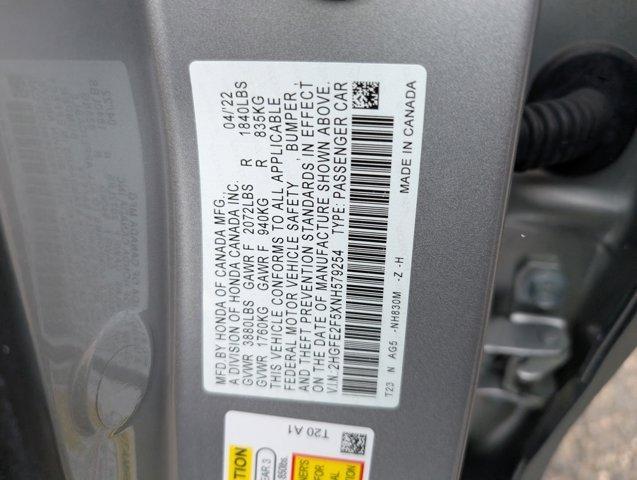 MFD BY HONDA OF CANADA MFG. 04/22
A DIVISION OF HONDA CANADA INC.
GVWR 3880LBS GAWR F 2072LBS R 1840LBS
GVWR 1760KG GAWR F 940KG R 835KG
THIS VEHICLE CONFORMS TO ALL APPLICABLE
FEDERAL MOTOR VEHICLE SAFETY , BUMPER ,
AND THEFT PREVENTION STANDARDS IN EFFECT
ON THE DATE OF MANUFACTURE SHOWN ABOVE.
V.I.N.: 2HGFE2F5XNH579254 TYPE: PASSENGER CAR
T23 N AG5 -NH830M -Z -H
MADE IN CANADA
T20 A1